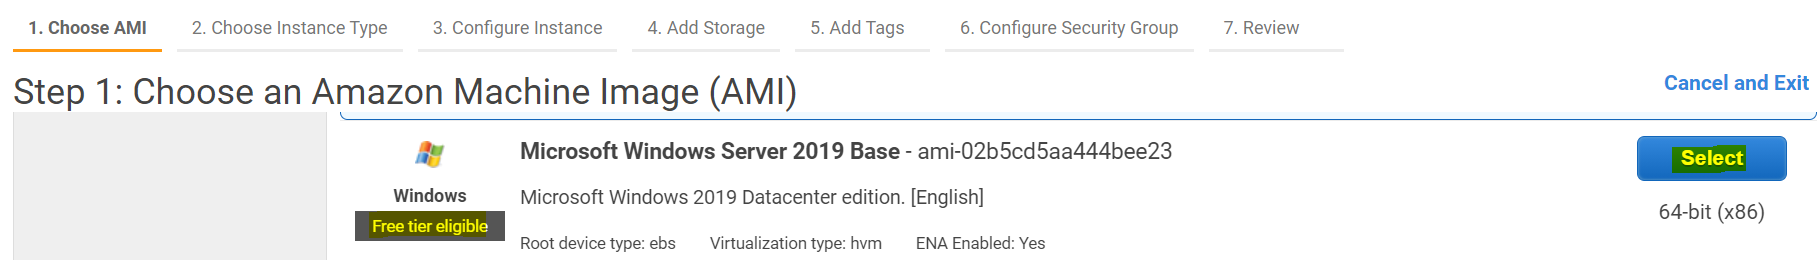 1. Choose AMI 2. Choose Instance Type 3. Configure Instance 4. Add Storage 5. Add Tags 6. Configure Security Group 7. Review
Step 1: Choose an Amazon Machine Image (AMI)
Cancel and Exit
Windows
Free tier eligible
Microsoft Windows Server 2019 Base - ami-02b5cd5aa444bee23
Microsoft Windows 2019 Datacenter edition. [English]
Root device type: ebs Virtualization type: hvm ENA Enabled: Yes
Select
64-bit (x86)